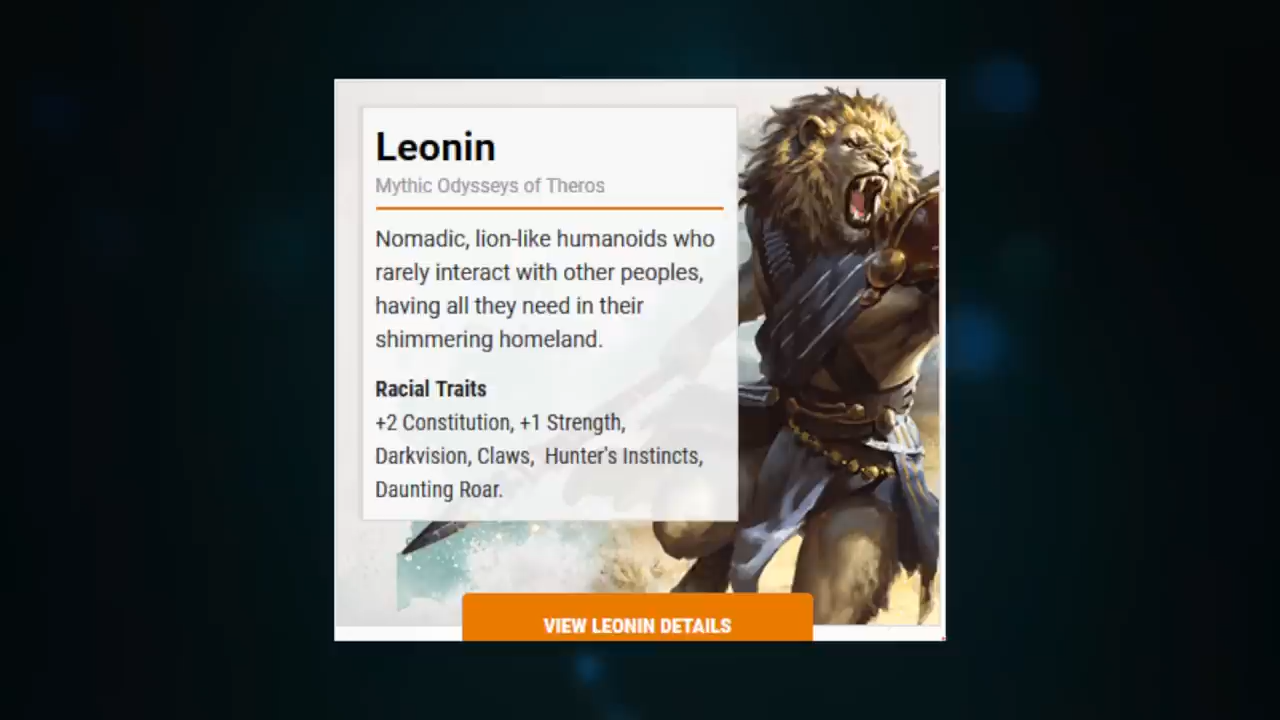 Leonin
Mythic Odysseys of Theros
Nomadic, lion-like humanoids who
rarely interact with other peoples,
having all they need in their
shimmering homeland.
Racial Traits
+2 Constitution, +1 Strength,
Darkvision, Claws, Hunter's Instincts,
Daunting Roar.
VIEW LEONIN DETAILS